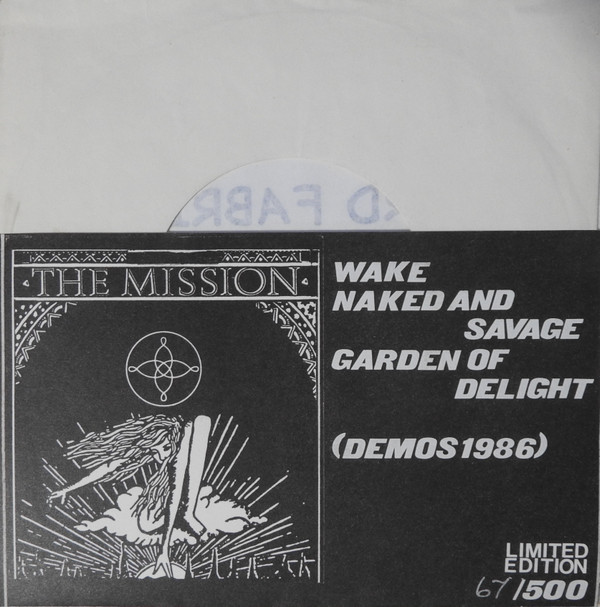 THE MISSION
WAKE
NAKED AND
SAVAGE
GARDEN OF
DELIGHT
(DEMOS 1986)
LIMITED
EDITION
67/500